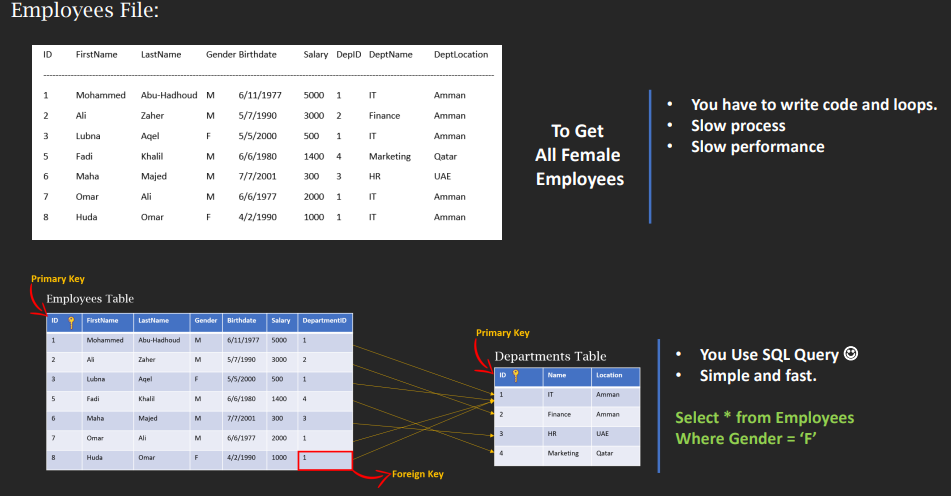 Employees File:
ID FirstName LastName Gender Birthdate Salary DepID DeptName DeptLocation
1 Mohammed Abu-Hadhoud M 6/11/1977 5000 1 IT Amman
2 Ali Zaher M 5/7/1990 3000 2 Finance Amman
3 Lubna Aqel F 5/5/2000 500 1 IT Amman
5 Fadi Khalil M 6/6/1980 1400 4 Marketing Qatar
6 Maha Majed M 7/7/2001 300 3 HR UAE
7 Omar Ali M 6/6/1977 2000 1 IT Amman
8 Huda Omar F 4/2/1990 1000 1 IT Amman
To Get
All Female
Employees
• You have to write code and loops.
• Slow process
• Slow performance
Primary Key
Employees Table
ID FirstName LastName Gender Birthdate Salary DepartmentID
1 Mohammed Abu-Hadhoud M 6/11/1977 5000 1
2 Ali Zaher M 5/7/1990 3000 2
3 Lubna Aqel F 5/5/2000 500 1
5 Fadi Khalil M 6/6/1980 1400 4
6 Maha Majed M 7/7/2001 300 3
7 Omar Ali M 6/6/1977 2000 1
8 Huda Omar F 4/2/1990 1000 1
Foreign Key
Primary Key
Departments Table
ID Name Location
1 IT Amman
2 Finance Amman
3 HR UAE
4 Marketing Qatar
• You Use SQL Query ☺
• Simple and fast.
Select * from Employees
Where Gender = ‘F’